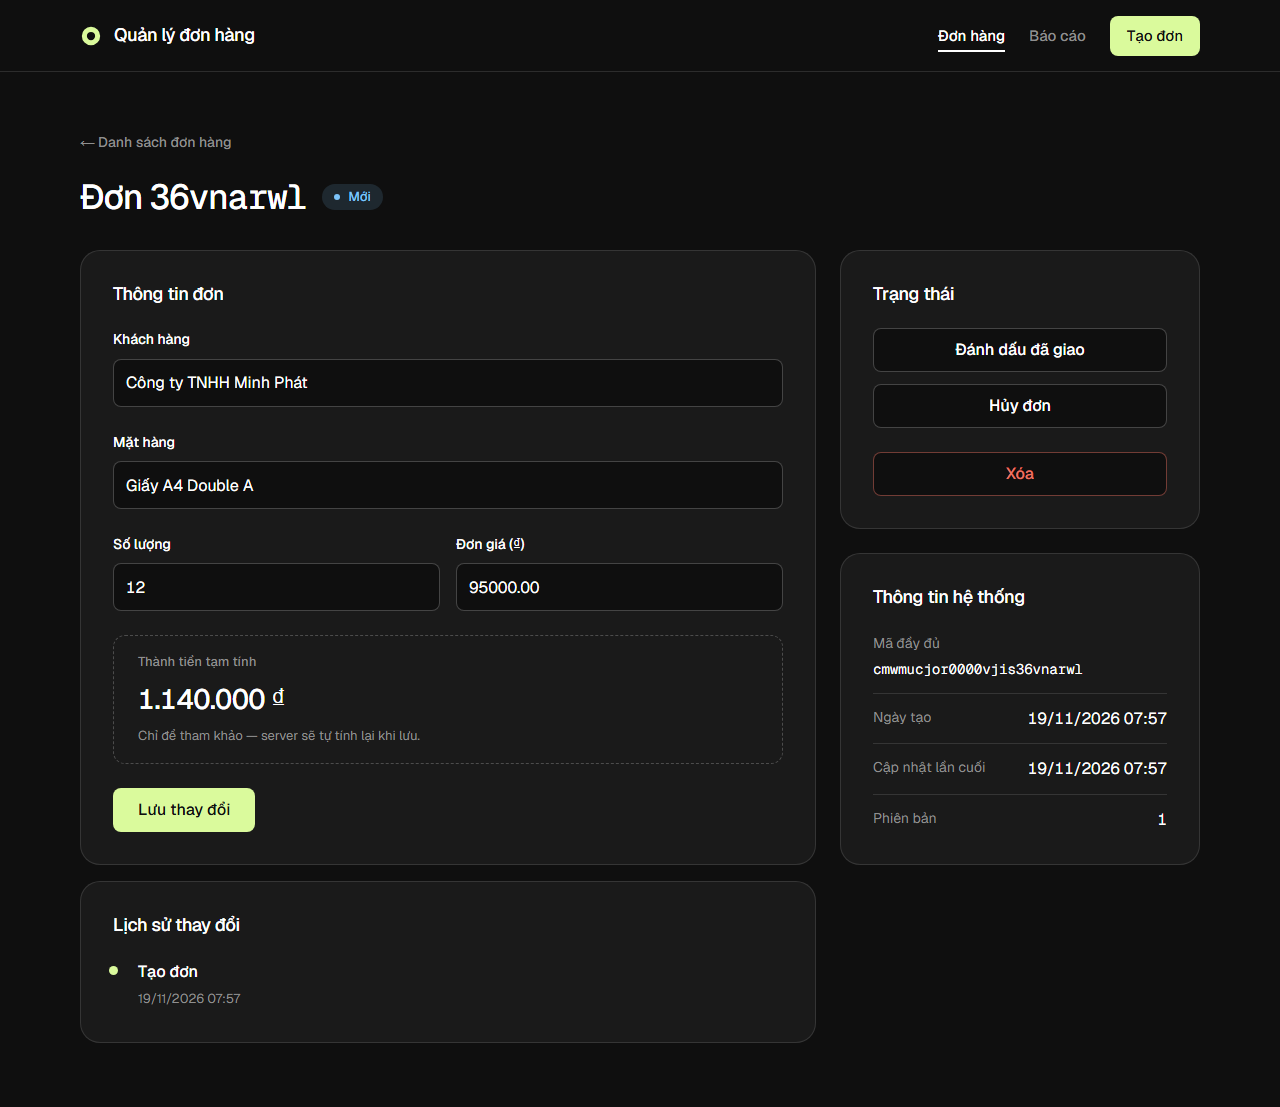 Quản lý đơn hàng
Đơn hàng
Báo cáo
Tạo đơn
← Danh sách đơn hàng
Đơn 36vnarwl
Mới
Thông tin đơn
Khách hàng
Công ty TNHH Minh Phát
Mặt hàng
Giấy A4 Double A
Số lượng
Đơn giá (₫)
12
95000.00
Thành tiền tạm tính
1.140.000 ₫
Chỉ để tham khảo — server sẽ tự tính lại khi lưu.
Lưu thay đổi
Trạng thái
Đánh dấu đã giao
Hủy đơn
Xóa
Thông tin hệ thống
Mã đầy đủ
cmwmucjor0000vjis36vnarwl
Ngày tạo 19/11/2026 07:57
Cập nhật lần cuối 19/11/2026 07:57
Phiên bản 1
Lịch sử thay đổi
Tạo đơn
19/11/2026 07:57